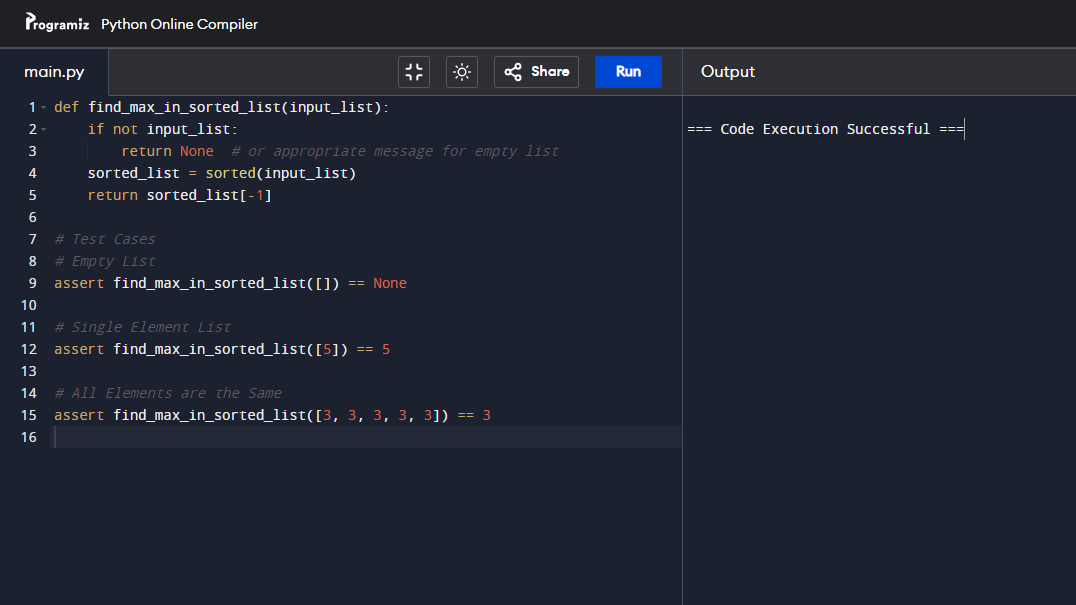 Programiz Python Online Compiler
main.py Share Run Output
1 def find_max_in_sorted_list(input_list):
2 if not input_list:
3 return None # or appropriate message for empty list
4 sorted_list = sorted(input_list)
5 return sorted_list[-1]
6
7 # Test Cases
8 # Empty List
9 assert find_max_in_sorted_list([]) == None
10
11 # Single Element List
12 assert find_max_in_sorted_list([5]) == 5
13
14 # All Elements are the Same
15 assert find_max_in_sorted_list([3, 3, 3, 3, 3]) == 3
16
=== Code Execution Successful ===